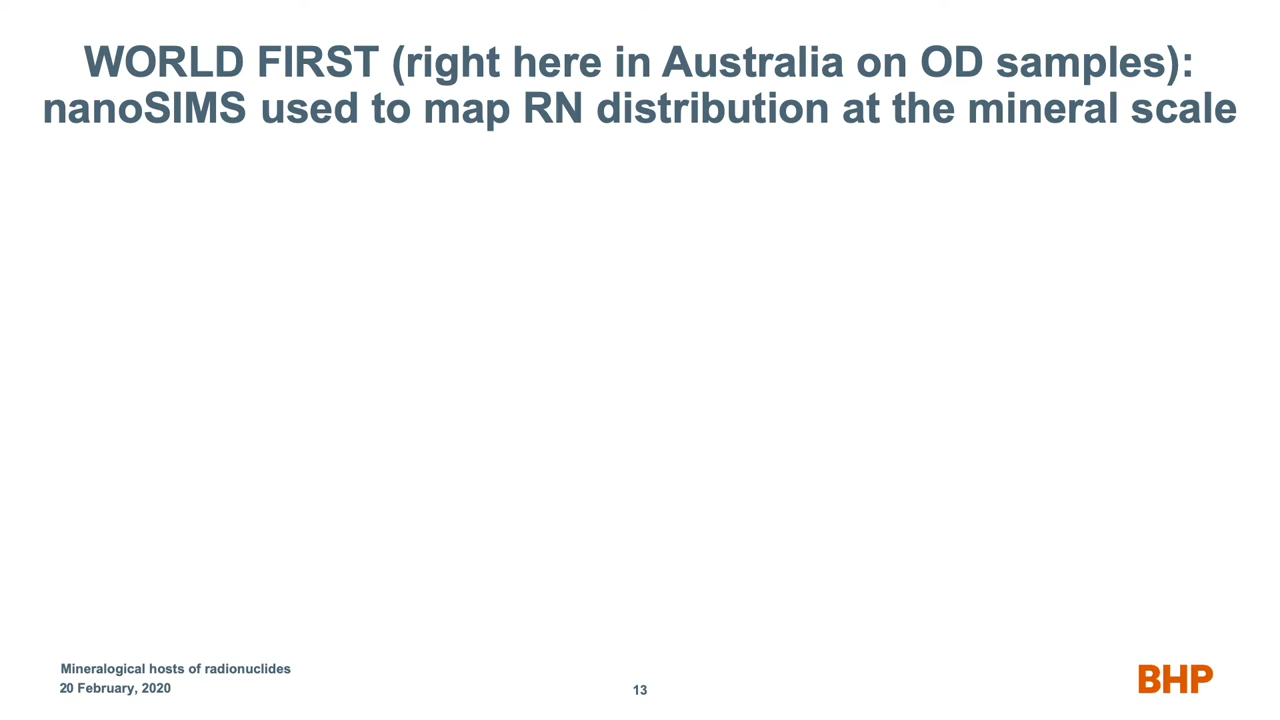 WORLD FIRST (right here in Australia on OD samples):
nanoSIMS used to map RN distribution at the mineral scale
Mineralogical hosts of radionuclides
20 February, 2020
13
BHP